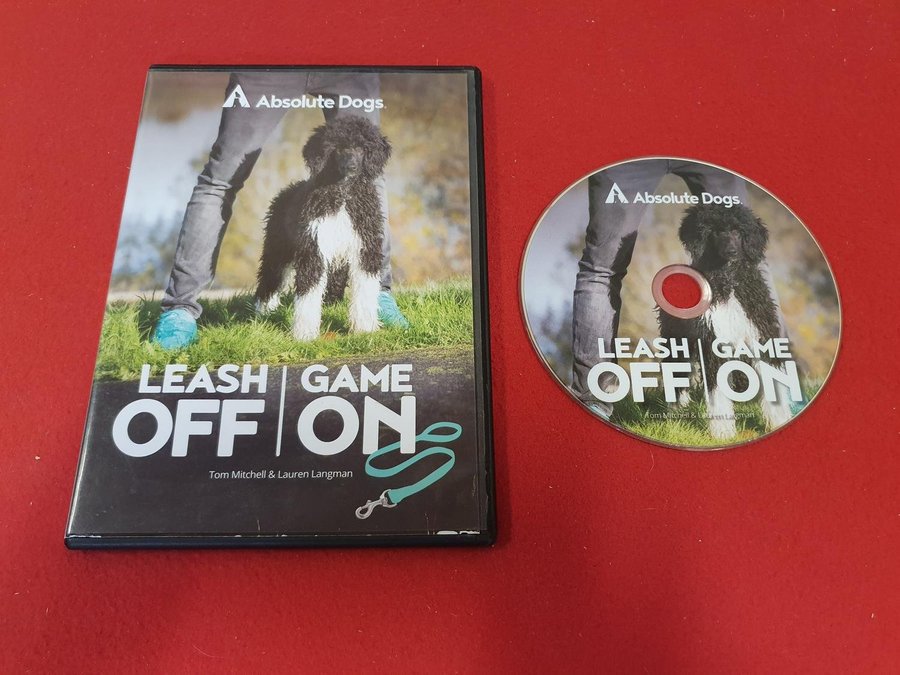 Absolute Dogs.
LEASH | GAME
OFF | ON
Tom Mitchell & Lauren Langman
Absolute Dogs.
LEASH | GAME
OFF | ON
Tom Mitchell & Lauren Langman